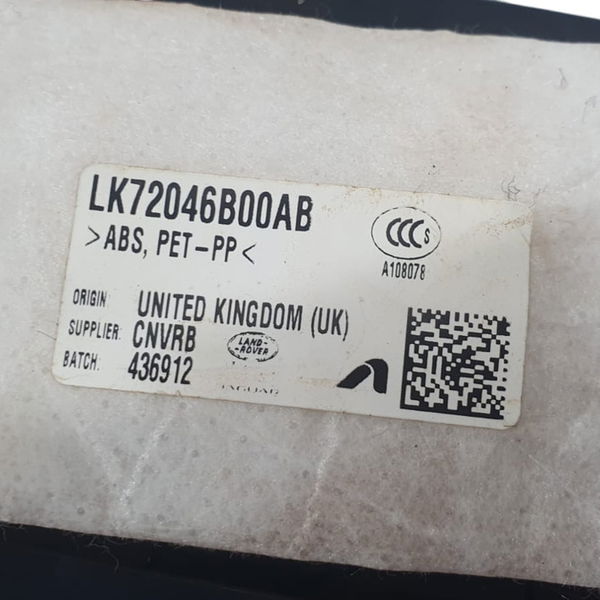 LK72046B00AB
>ABS, PET-PP<
CCC S
A108078
ORIGIN: UNITED KINGDOM (UK)
SUPPLIER: CNVRB
LAND-
ROVER
BATCH: 436912
JAGUAR